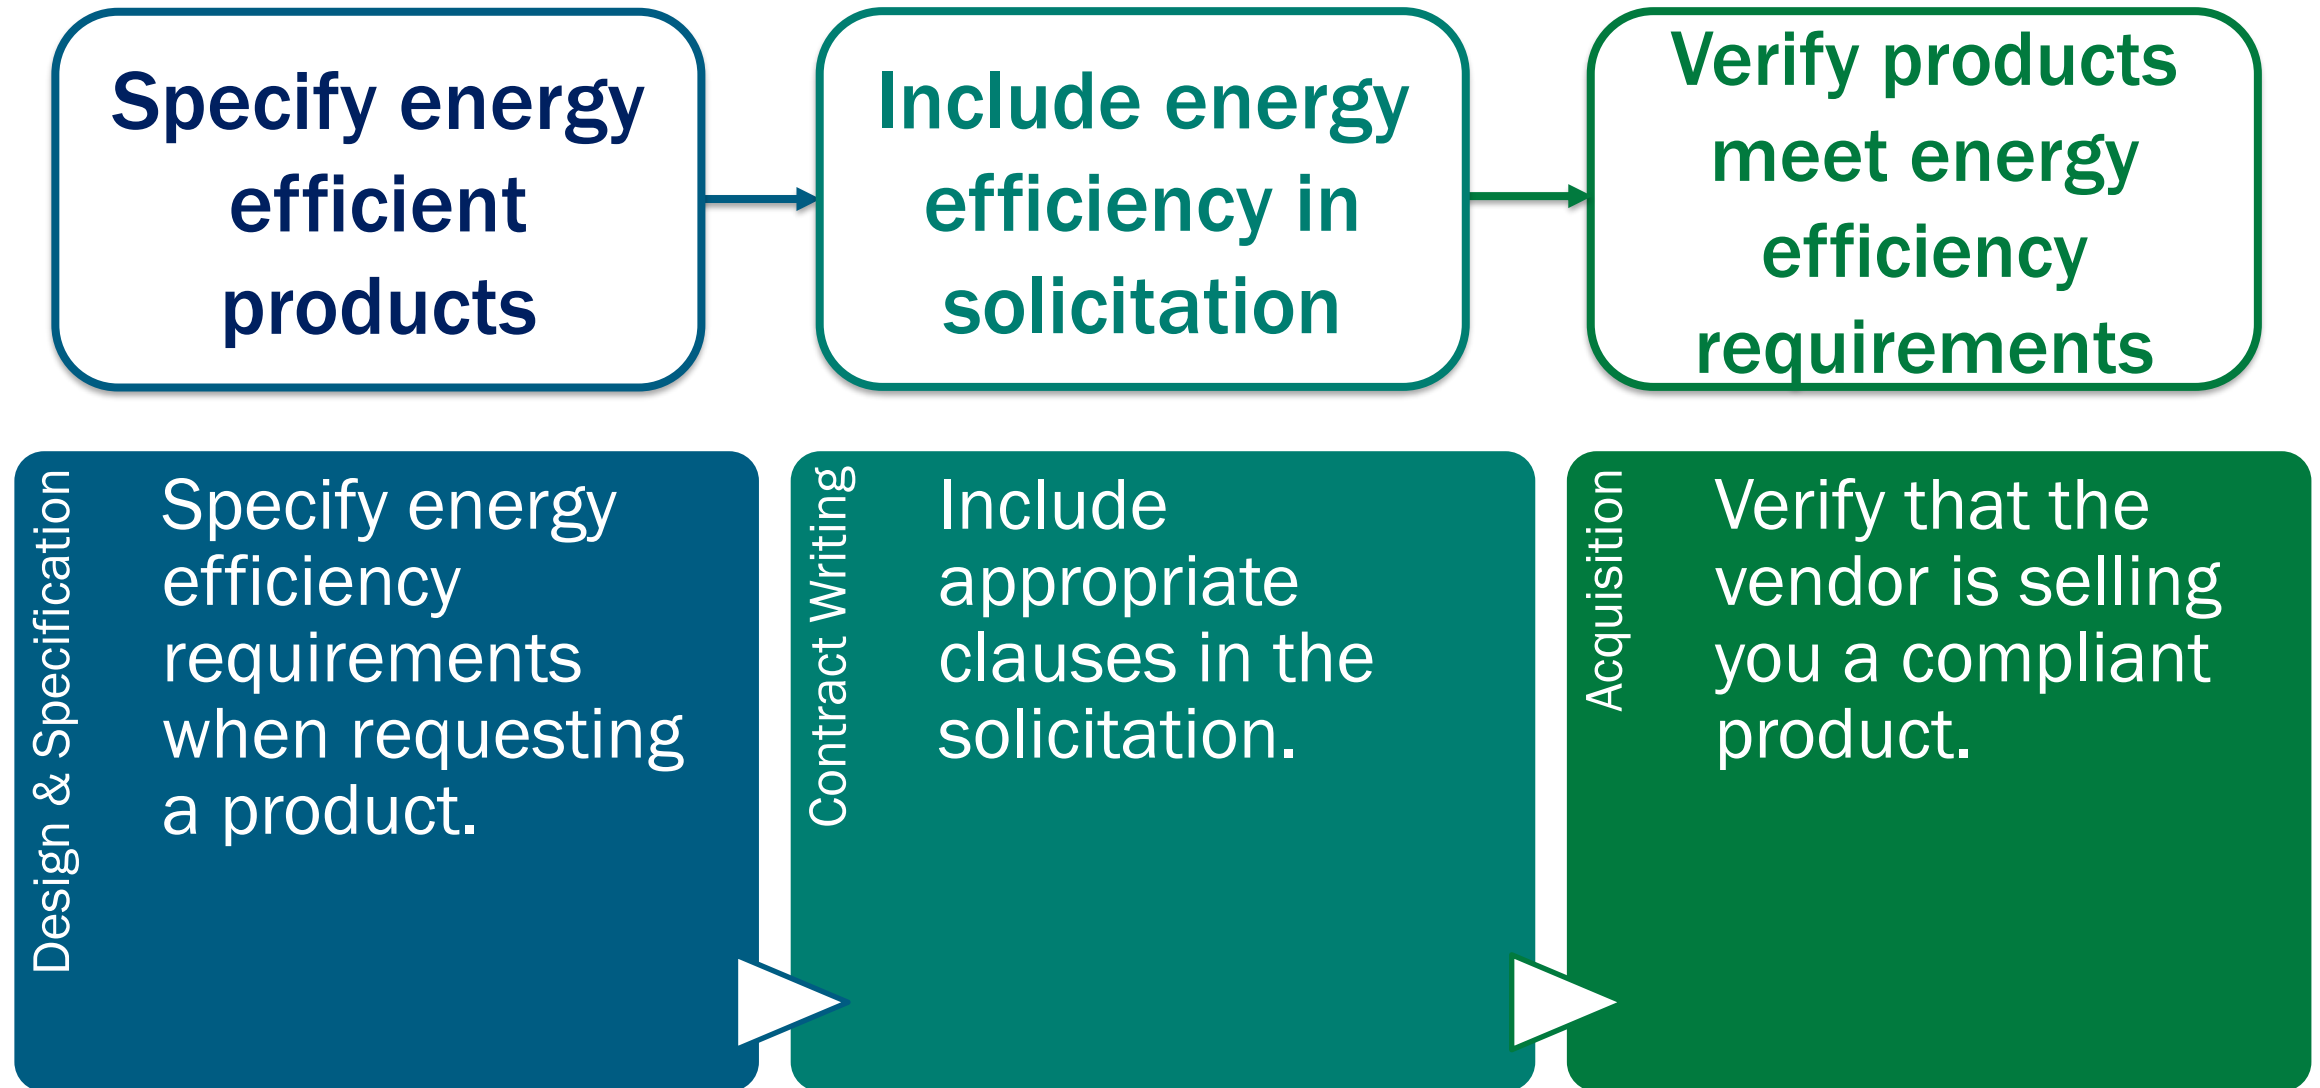 Specify energy
efficient
products
Include energy
efficiency in
solicitation
Verify products
meet energy
efficiency
requirements
Design & Specification
Specify energy
efficiency
requirements
when requesting
a product.
Contract Writing
Include
appropriate
clauses in the
solicitation.
Acquisition
Verify that the
vendor is selling
you a compliant
product.